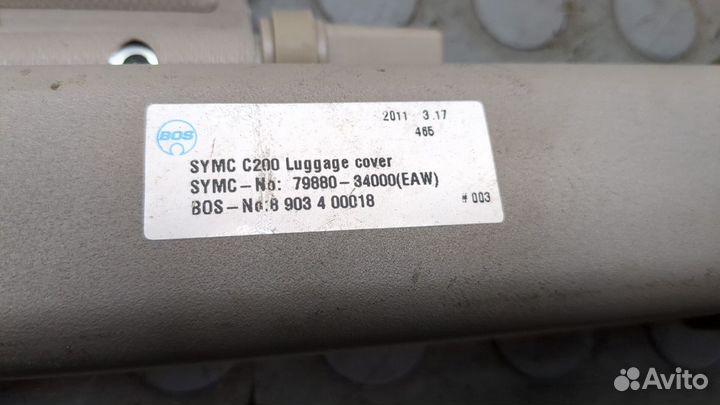 2011 3.17
465
BOS
SYMC C200 Luggage cover
SYMC-No: 79880-34000(EAW)
BOS-No:8 903 4 00018
# 003
Avito